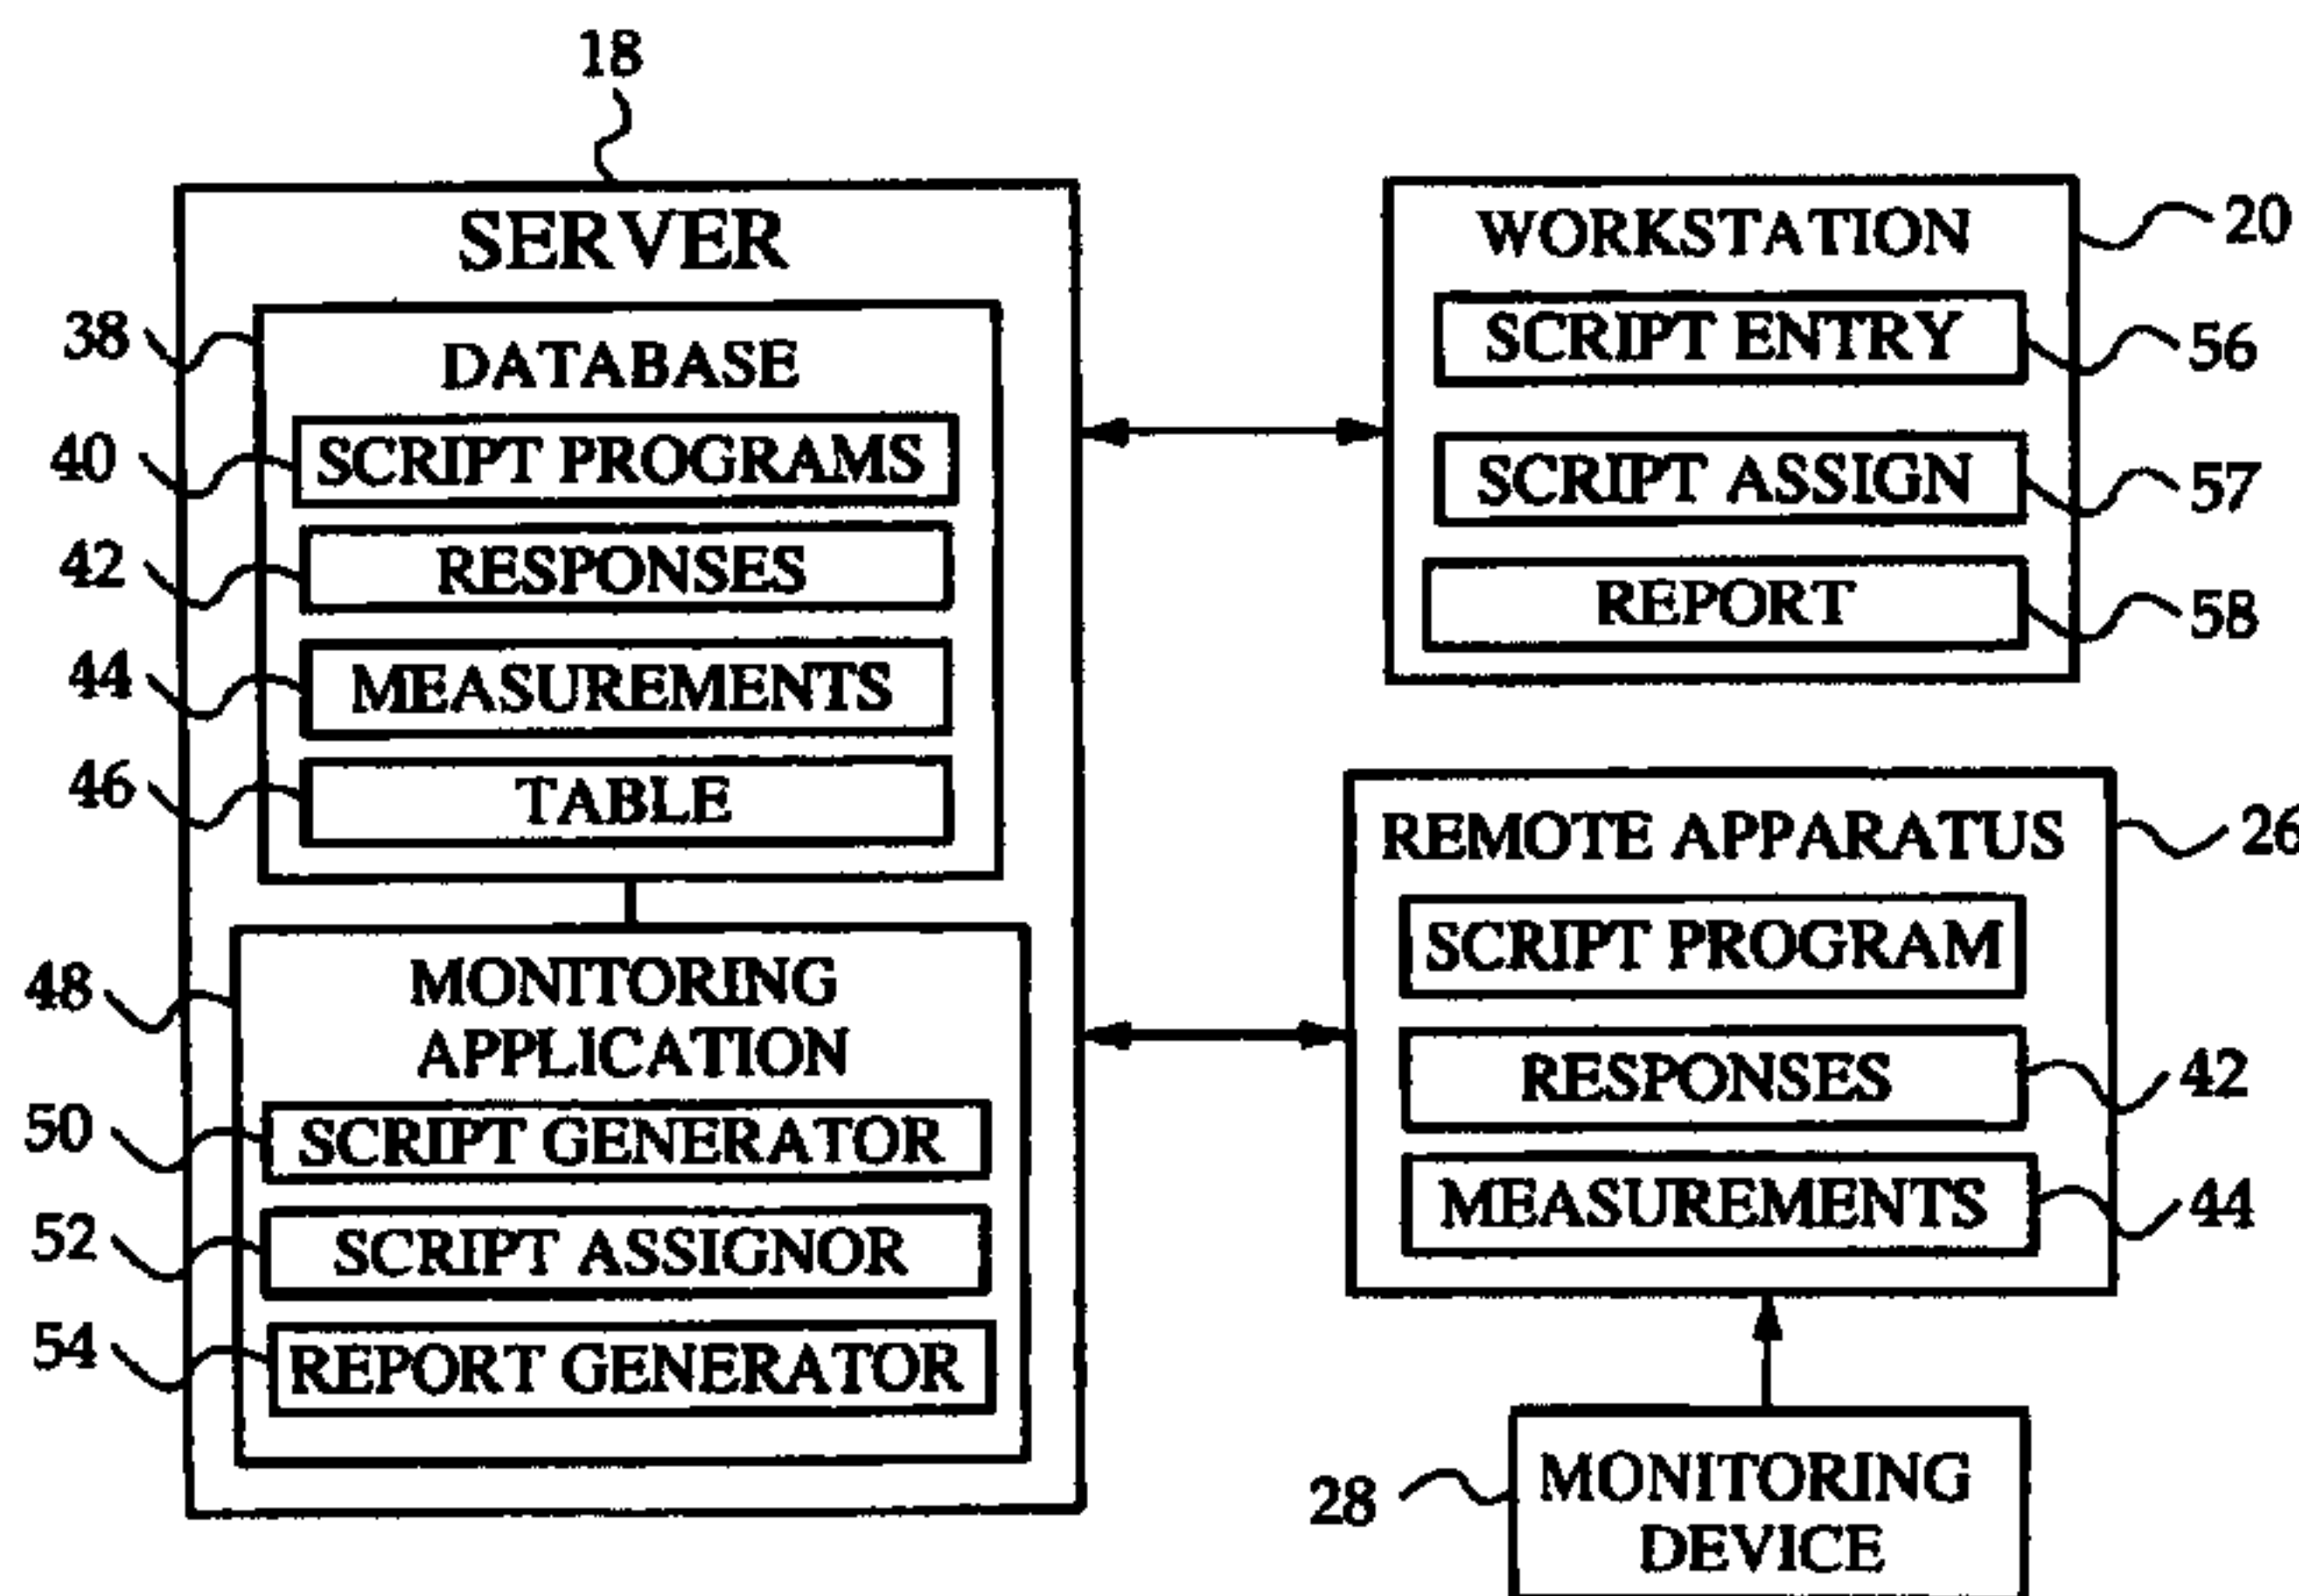 18
SERVER
38
DATABASE
40
SCRIPT PROGRAMS
42
RESPONSES
44
MEASUREMENTS
46
TABLE
48
MONITORING
APPLICATION
50
SCRIPT GENERATOR
52
SCRIPT ASSIGNOR
54
REPORT GENERATOR
WORKSTATION
20
SCRIPT ENTRY
56
SCRIPT ASSIGN
57
REPORT
58
REMOTE APPARATUS
26
SCRIPT PROGRAM
RESPONSES
42
MEASUREMENTS
44
28
MONITORING
DEVICE